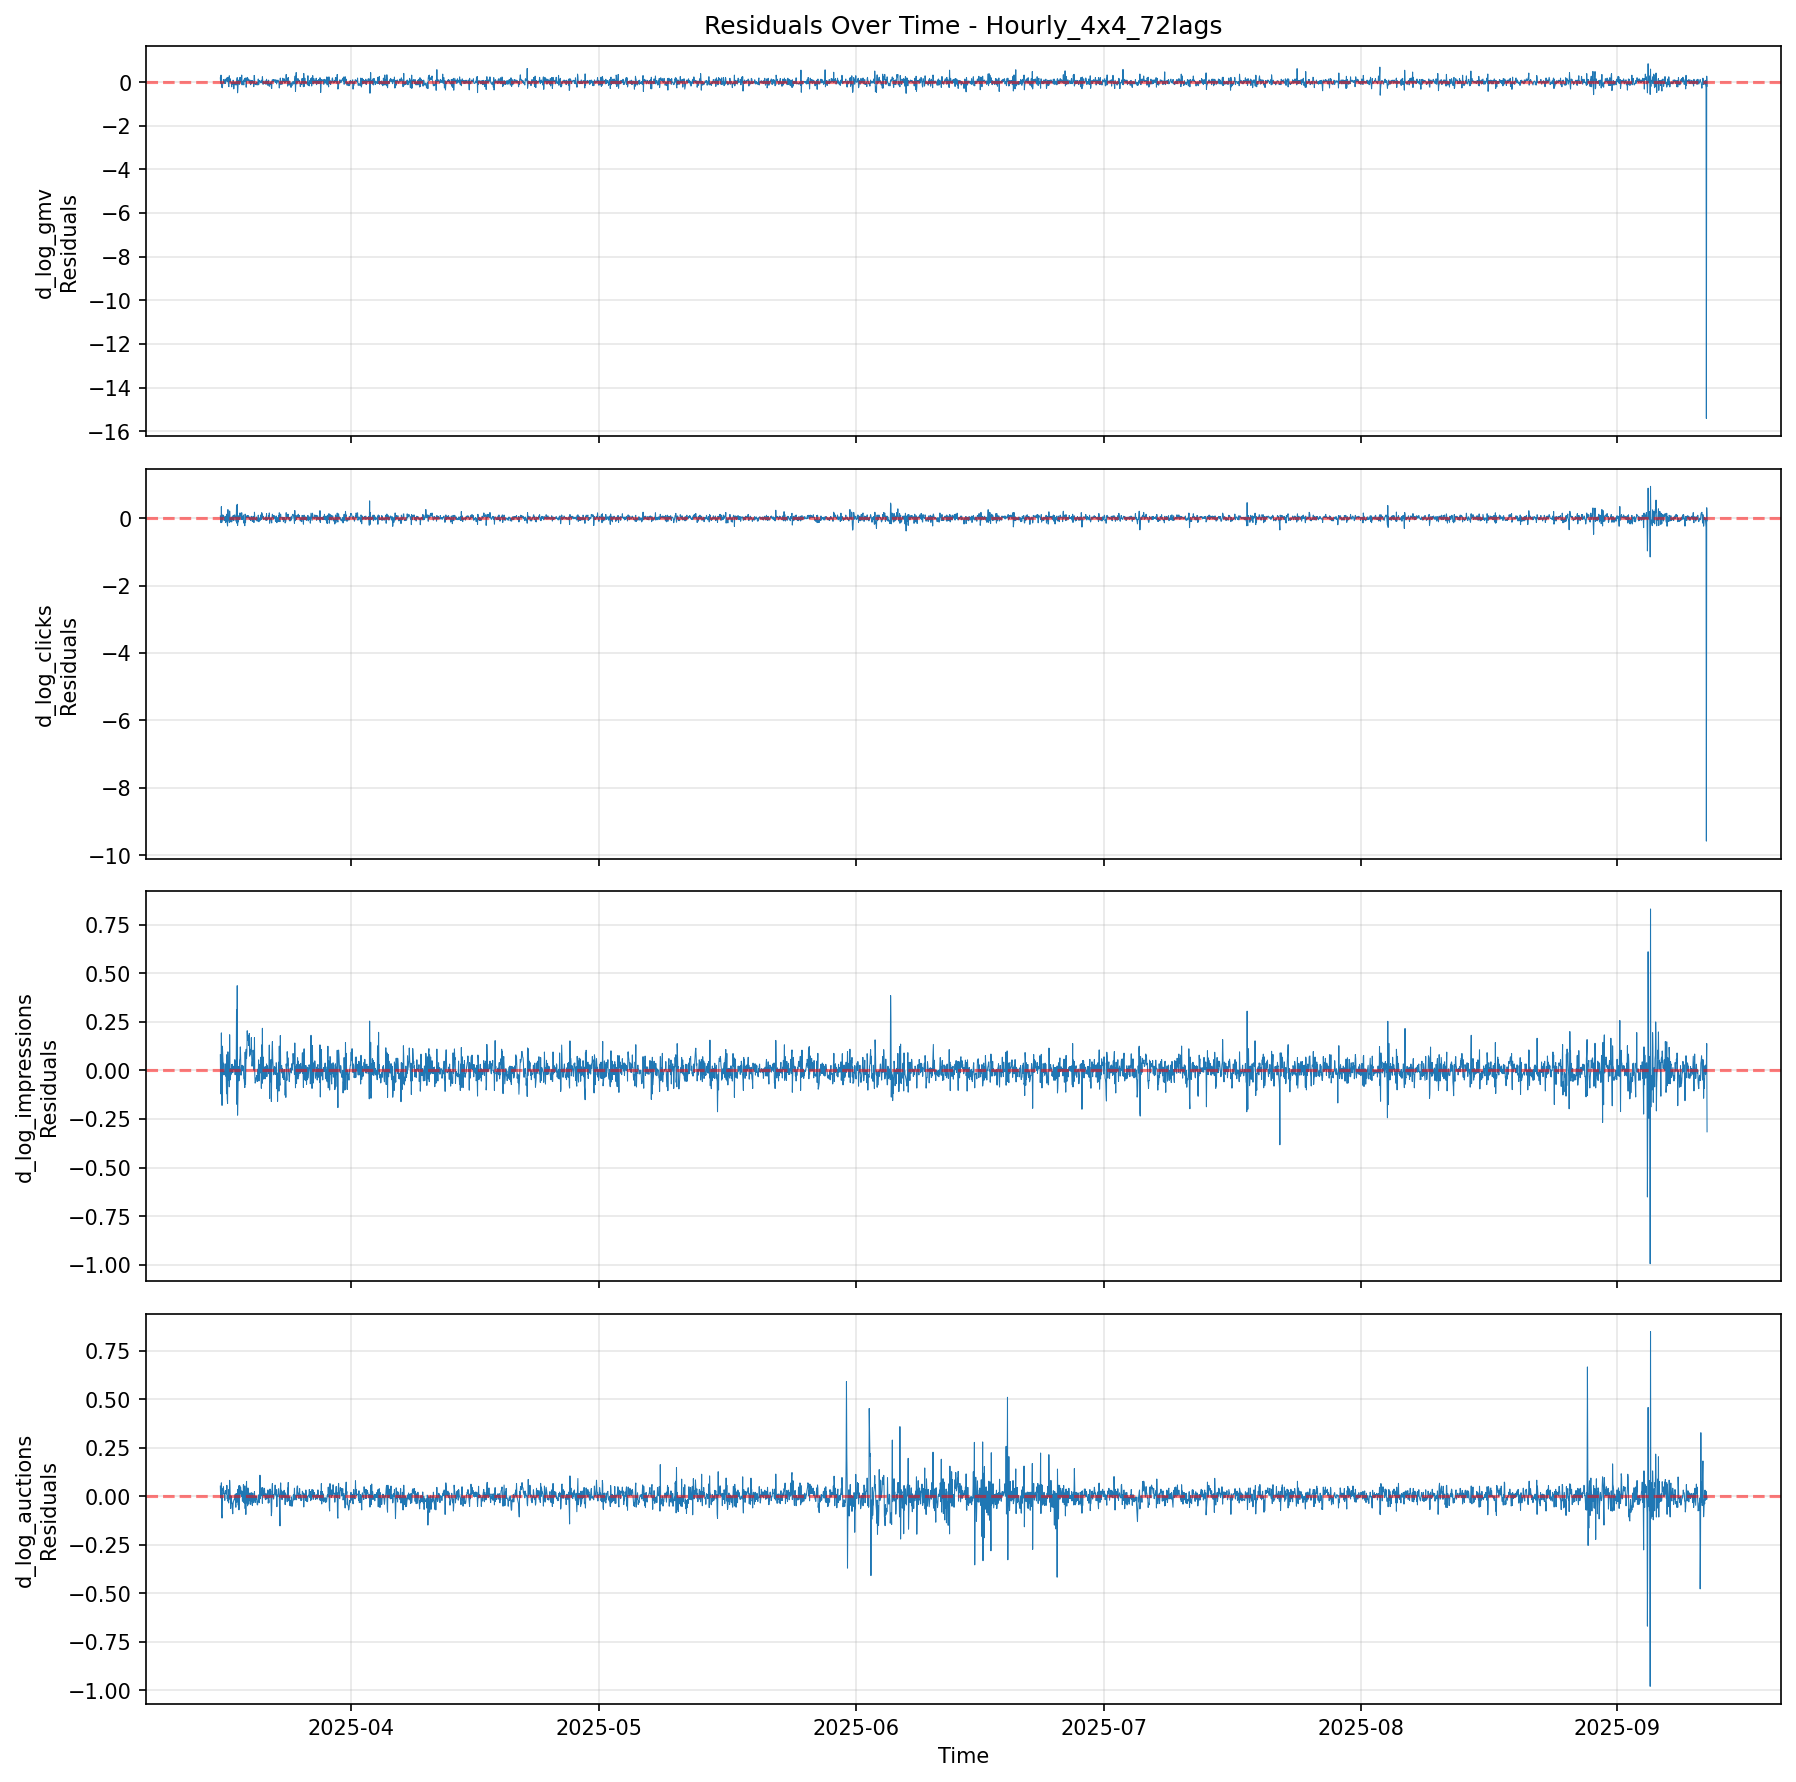 Residuals Over Time - Hourly_4x4_72lags
0
−2
−4
−6
−8
−10
−12
−14
−16
d_log_gmv
Residuals
0
−2
−4
−6
−8
−10
d_log_clicks
Residuals
0.75
0.50
0.25
0.00
−0.25
−0.50
−0.75
−1.00
d_log_impressions
Residuals
0.75
0.50
0.25
0.00
−0.25
−0.50
−0.75
−1.00
d_log_auctions
Residuals
2025-04 2025-05 2025-06 2025-07 2025-08 2025-09
Time